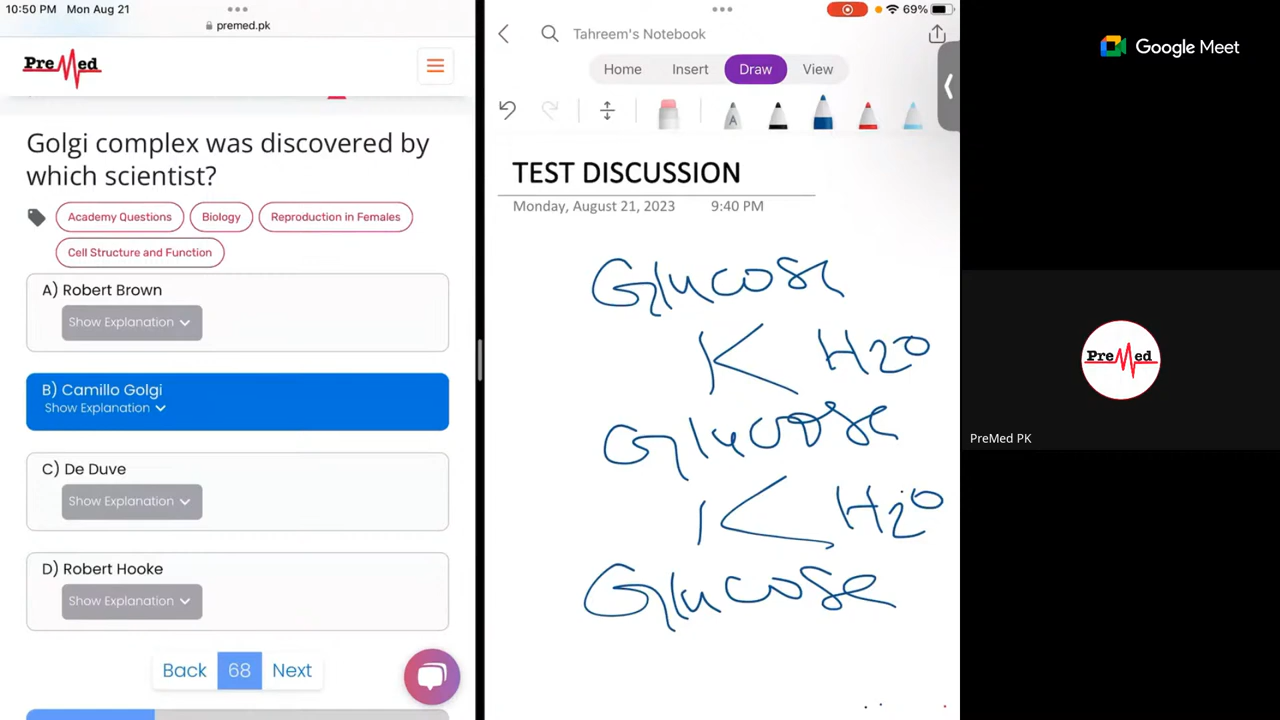 10:50 PM Mon Aug 21
premed.pk
PreMed
Golgi complex was discovered by
which scientist?
Academy Questions
Biology
Reproduction in Females
Cell Structure and Function
A) Robert Brown
Show Explanation
B) Camillo Golgi
Show Explanation
C) De Duve
Show Explanation
D) Robert Hooke
Show Explanation
Back 68 Next
69%
Tahreem's Notebook
Home Insert Draw View
A
TEST DISCUSSION
Monday, August 21, 2023 9:40 PM
Glucose
K H2O
Glucose
K H2O
Glucose
Google Meet
PreMed
PreMed PK